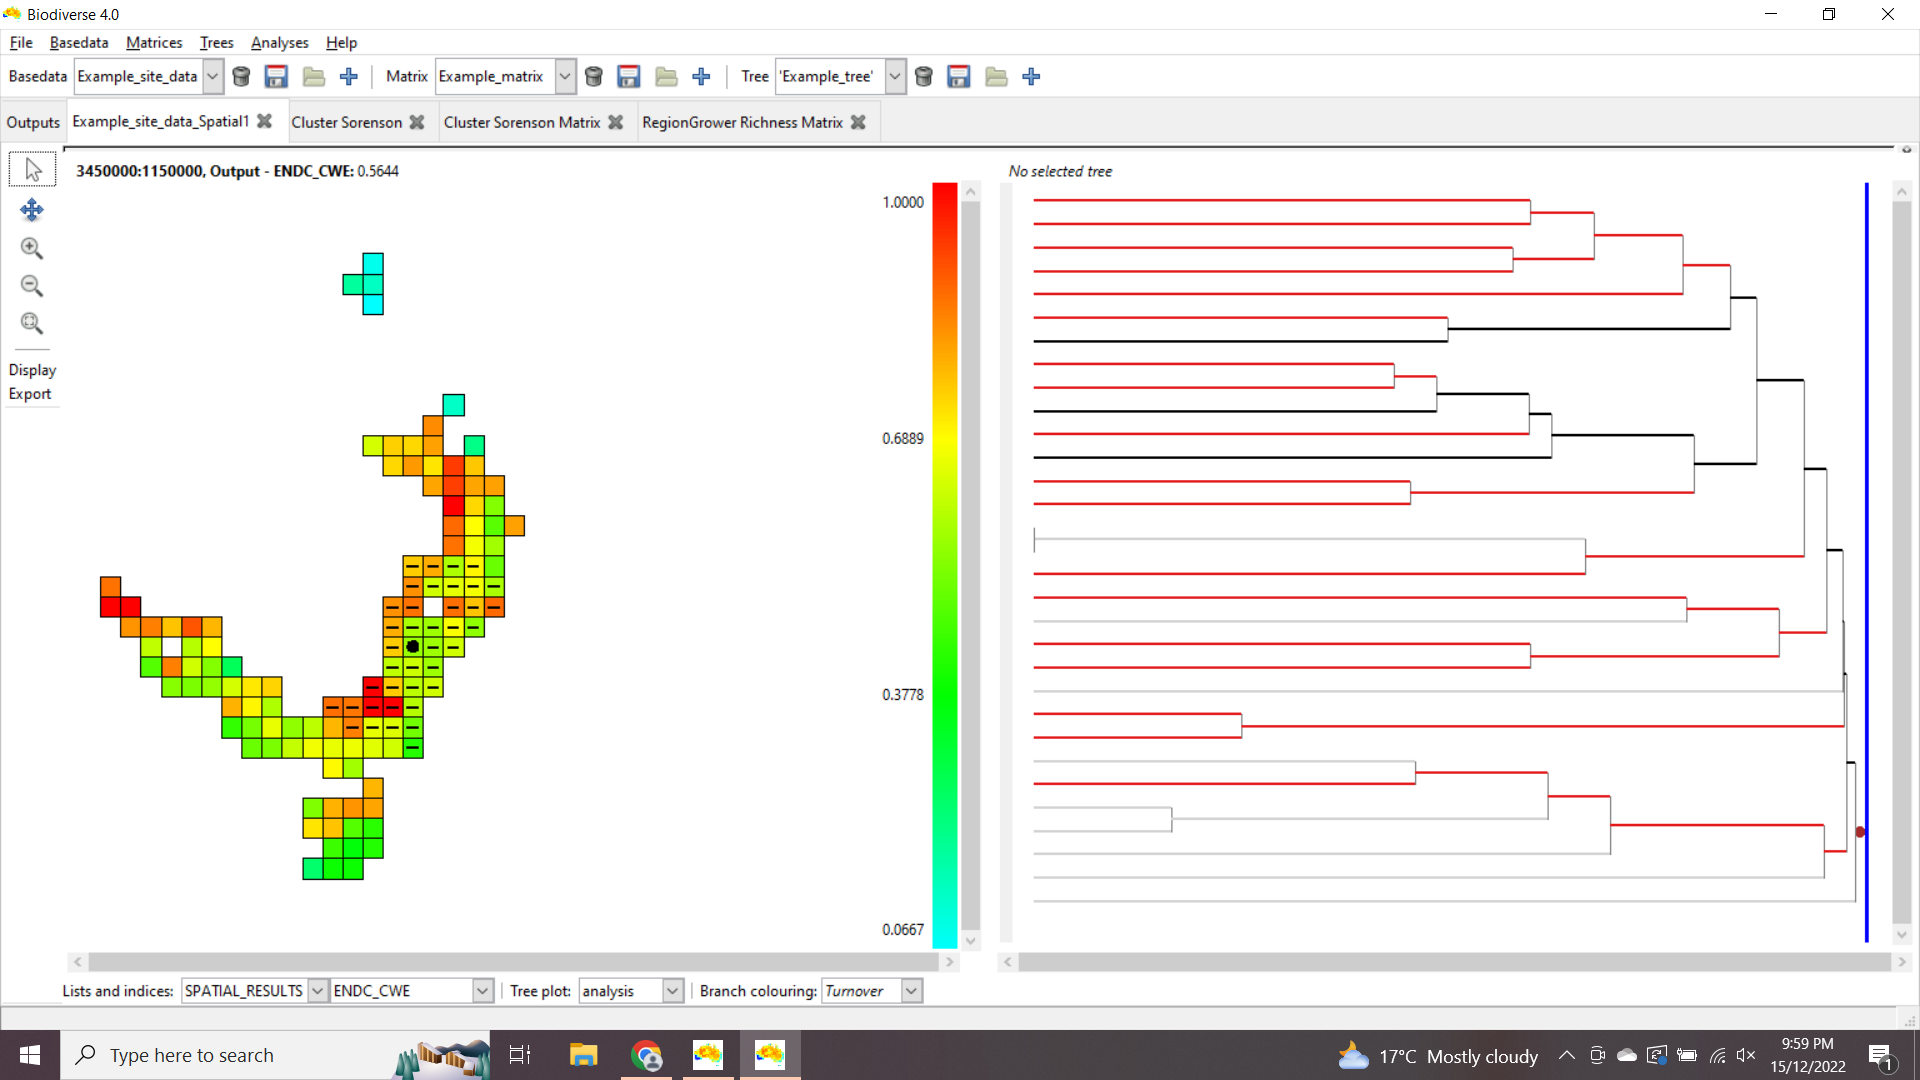 Biodiverse 4.0
File Basedata Matrices Trees Analyses Help
Basedata Example_site_data Matrix Example_matrix Tree 'Example_tree'
Outputs Example_site_data_Spatial1 Cluster Sorenson Cluster Sorenson Matrix RegionGrower Richness Matrix
3450000:1150000, Output - ENDC_CWE: 0.5644
No selected tree
1.0000
0.6889
0.3778
0.0667
Display
Export
Lists and indices: SPATIAL_RESULTS ENDC_CWE Tree plot: analysis Branch colouring: Turnover
Type here to search
17°C Mostly cloudy
9:59 PM
15/12/2022
1